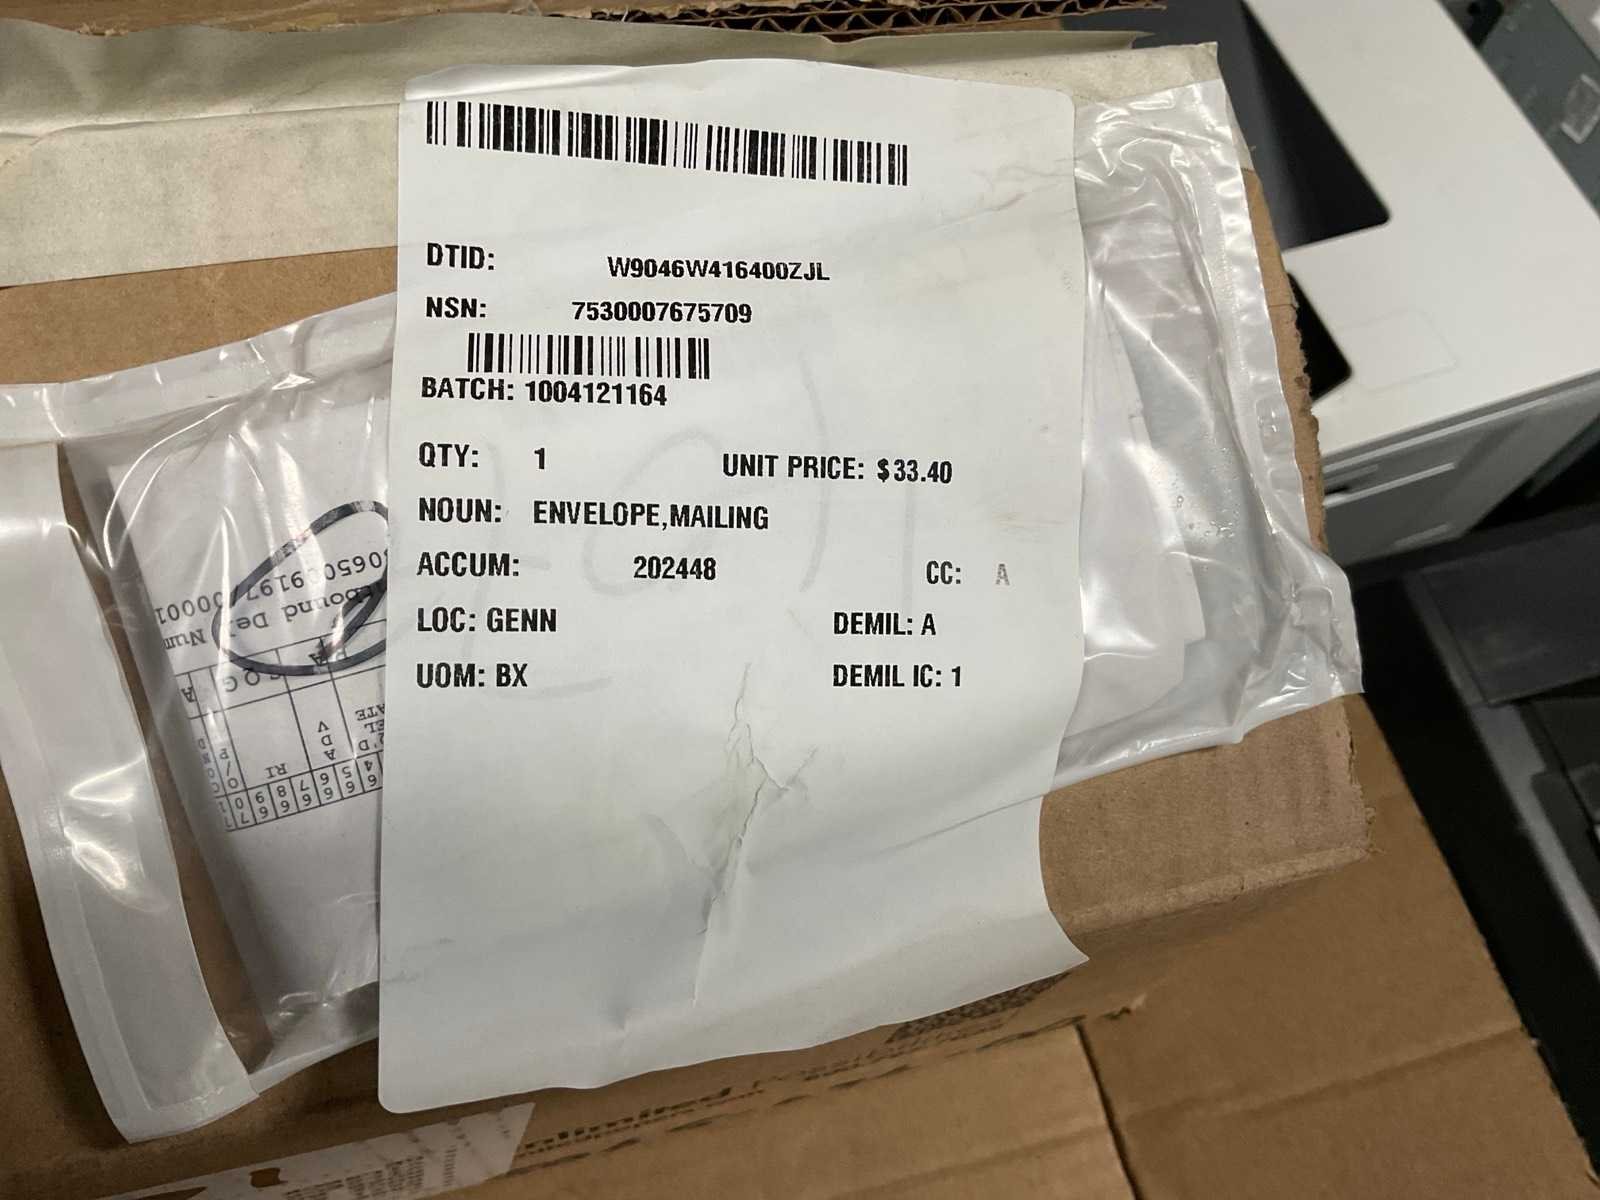 DTID: W9046W416400ZJL
NSN: 7530007675709
BATCH: 1004121164
QTY: 1 UNIT PRICE: $33.40
NOUN: ENVELOPE,MAILING
ACCUM: 202448 CC: A
LOC: GENN DEMIL: A
UOM: BX DEMIL IC: 1
RI